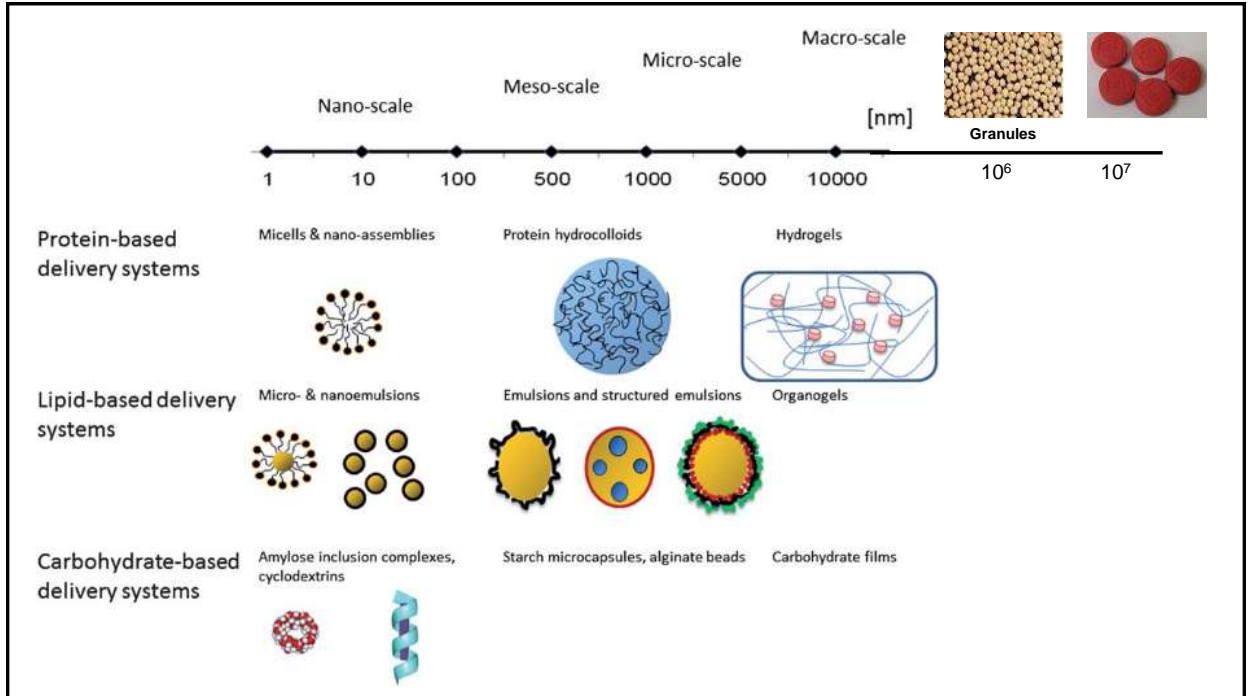 Macro-scale
Micro-scale
Meso-scale
Nano-scale
[nm]
Granules
1 10 100 500 1000 5000 10000 10⁶ 10⁷
Protein-based
delivery systems
Micells & nano-assemblies
Protein hydrocolloids
Hydrogels
Lipid-based delivery
systems
Micro- & nanoemulsions
Emulsions and structured emulsions
Organogels
Carbohydrate-based
delivery systems
Amylose inclusion complexes,
cyclodextrins
Starch microcapsules, alginate beads
Carbohydrate films